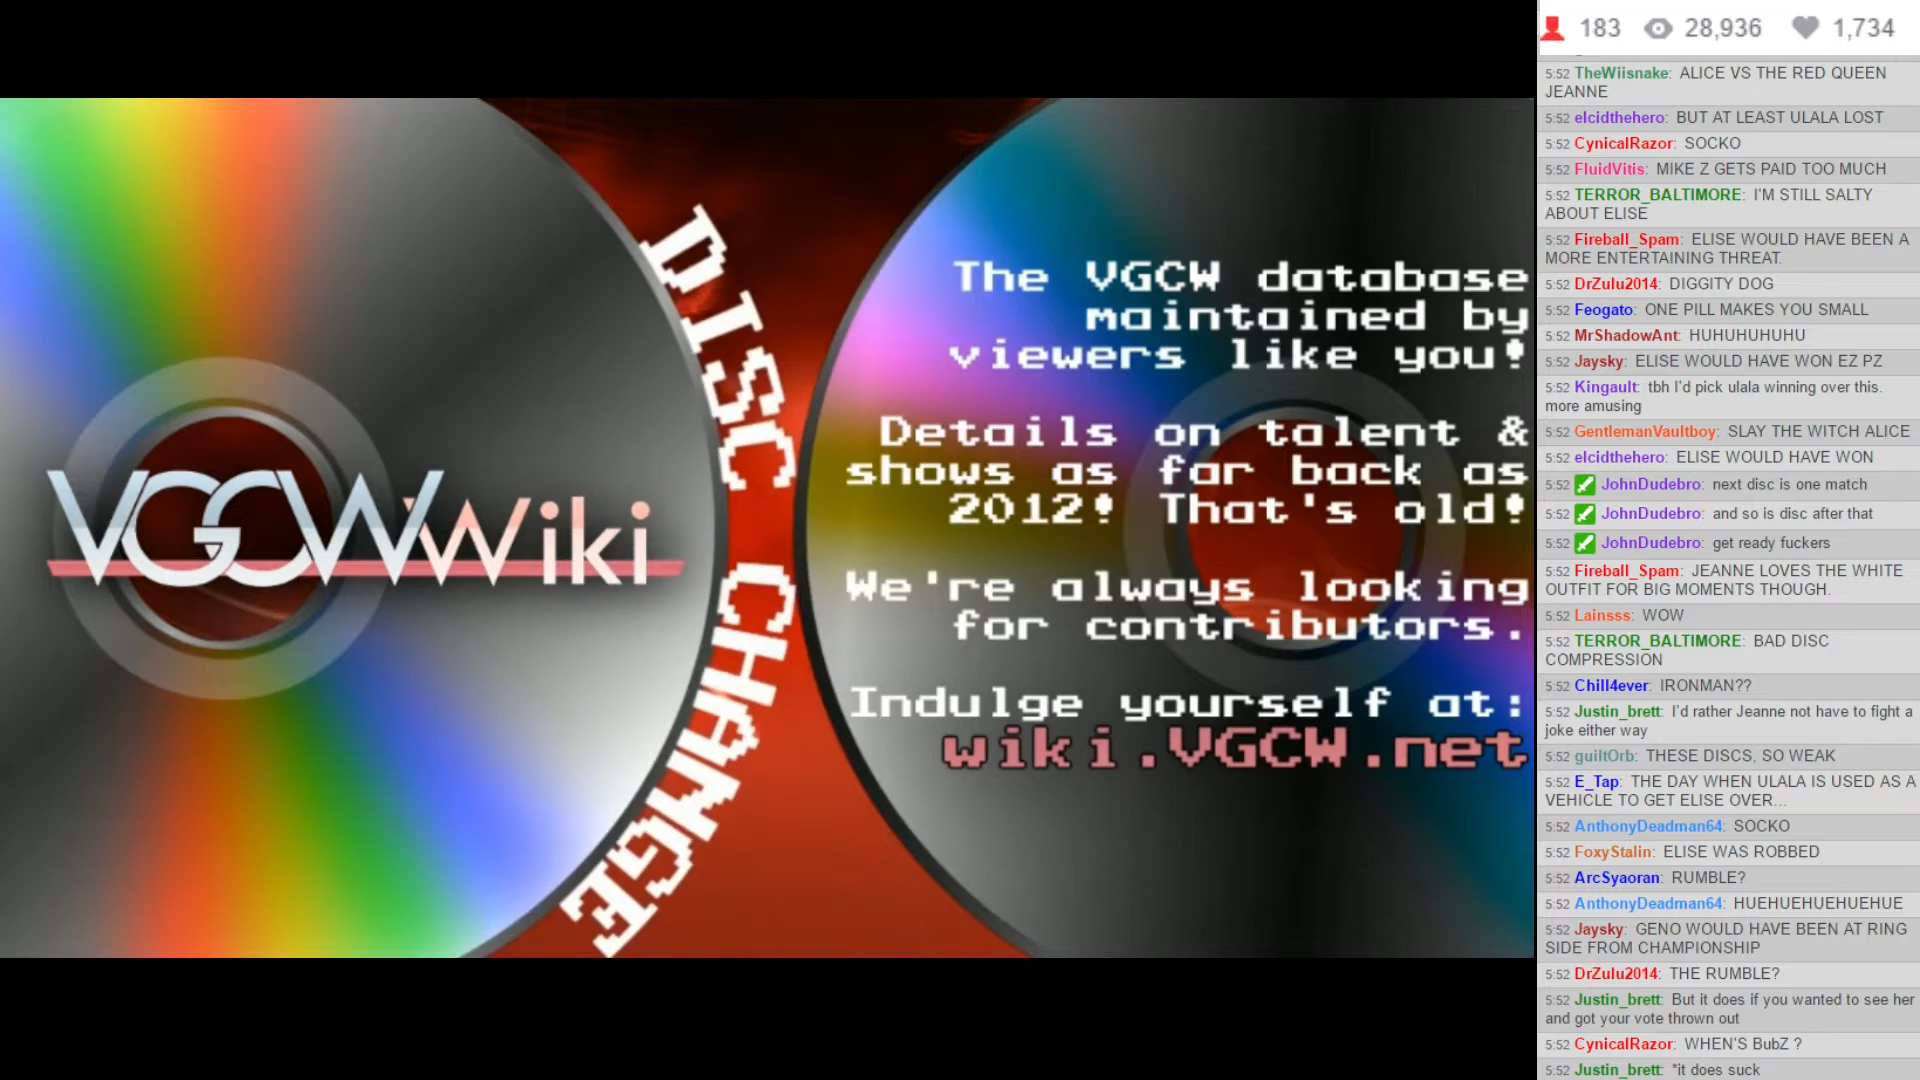 183 28,936 1,734
5:52 TheWiisnake: ALICE VS THE RED QUEEN
JEANNE
5:52 elcidthehero: BUT AT LEAST ULALA LOST
5:52 CynicalRazor: SOCKO
5:52 FluidVitis: MIKE Z GETS PAID TOO MUCH
5:52 TERROR_BALTIMORE: I'M STILL SALTY
ABOUT ELISE
5:52 Fireball_Spam: ELISE WOULD HAVE BEEN A
MORE ENTERTAINING THREAT.
5:52 DrZulu2014: DIGGITY DOG
5:52 Feogato: ONE PILL MAKES YOU SMALL
5:52 MrShadowAnt: HUHUHUHUHU
5:52 Jaysky: ELISE WOULD HAVE WON EZ PZ
5:52 Kingault: tbh I'd pick ulala winning over this.
more amusing
5:52 GentlemanVaultboy: SLAY THE WITCH ALICE
5:52 elcidthehero: ELISE WOULD HAVE WON
5:52 JohnDudebro: next disc is one match
5:52 JohnDudebro: and so is disc after that
5:52 JohnDudebro: get ready fuckers
5:52 Fireball_Spam: JEANNE LOVES THE WHITE
OUTFIT FOR BIG MOMENTS THOUGH.
5:52 Lainsss: WOW
5:52 TERROR_BALTIMORE: BAD DISC
COMPRESSION
5:52 Chill4ever: IRONMAN??
5:52 Justin_brett: I'd rather Jeanne not have to fight a
joke either way
5:52 guilt0rb: THESE DISCS, SO WEAK
5:52 E_Tap: THE DAY WHEN ULALA IS USED AS A
VEHICLE TO GET ELISE OVER...
5:52 AnthonyDeadman64: SOCKO
5:52 FoxyStalin: ELISE WAS ROBBED
5:52 ArcSyaoran: RUMBLE?
5:52 AnthonyDeadman64: HUEHUEHUEHUEHUE
5:52 Jaysky: GENO WOULD HAVE BEEN AT RING
SIDE FROM CHAMPIONSHIP
5:52 DrZulu2014: THE RUMBLE?
5:52 Justin_brett: But it does if you wanted to see her
and got your vote thrown out
5:52 CynicalRazor: WHEN'S BubZ ?
5:52 Justin_brett: *it does suck
VGCW Wiki
DISC CHANGE
The VGCW database
maintained by
viewers like you!
Details on talent &
shows as far back as
2012! That's old!
We're always looking
for contributors.
Indulge yourself at:
wiki.VGCW.net